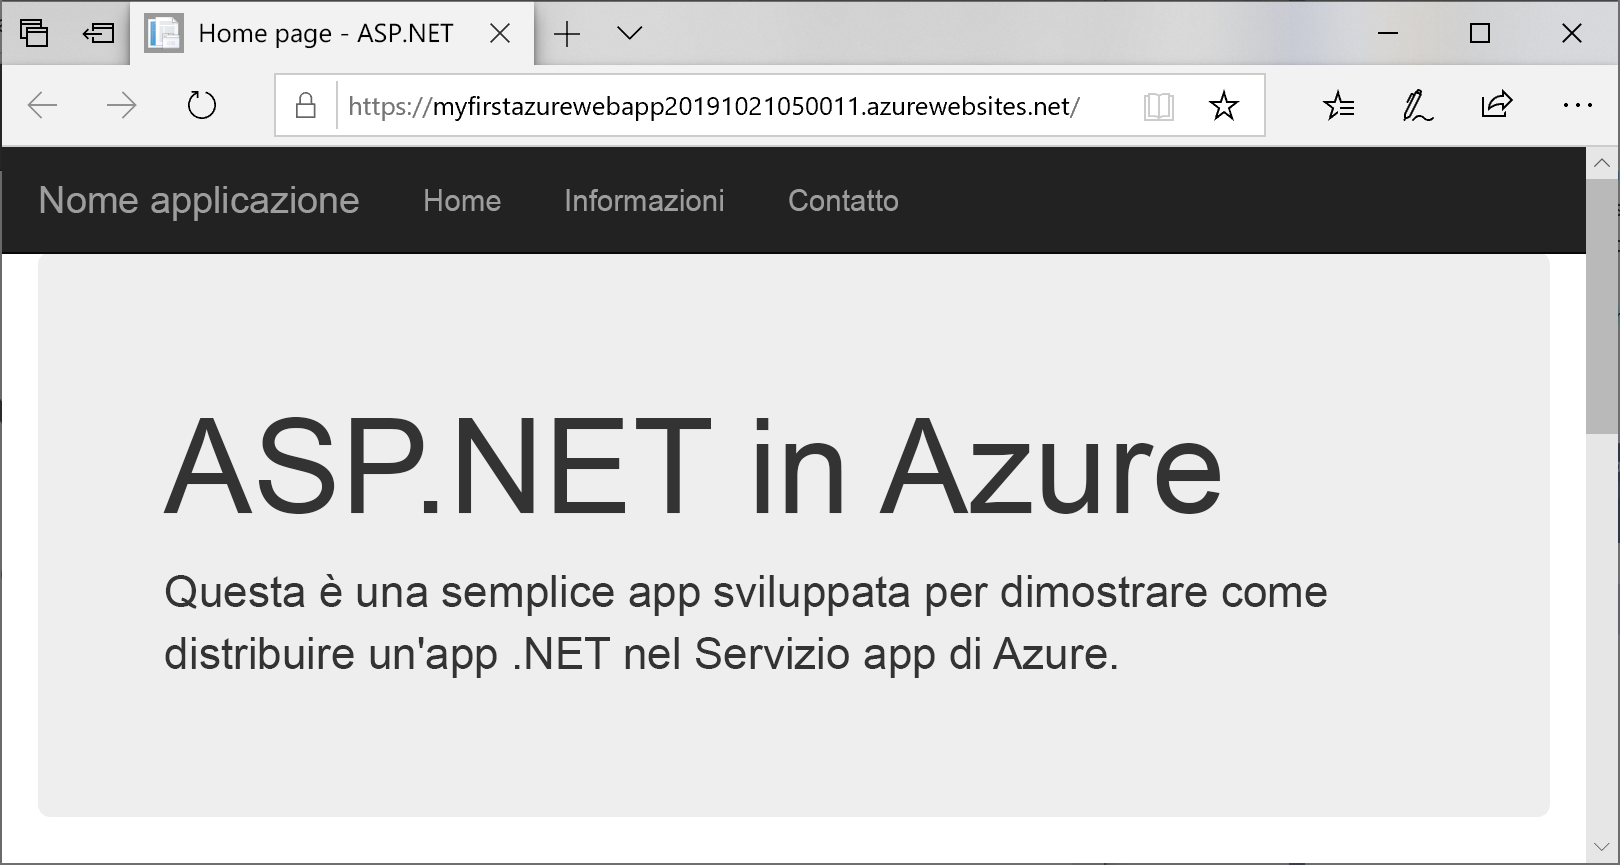 Home page - ASP.NET
https://myfirstazurewebapp20191021050011.azurewebsites.net/
Nome applicazione Home Informazioni Contatto
ASP.NET in Azure
Questa è una semplice app sviluppata per dimostrare come
distribuire un'app .NET nel Servizio app di Azure.